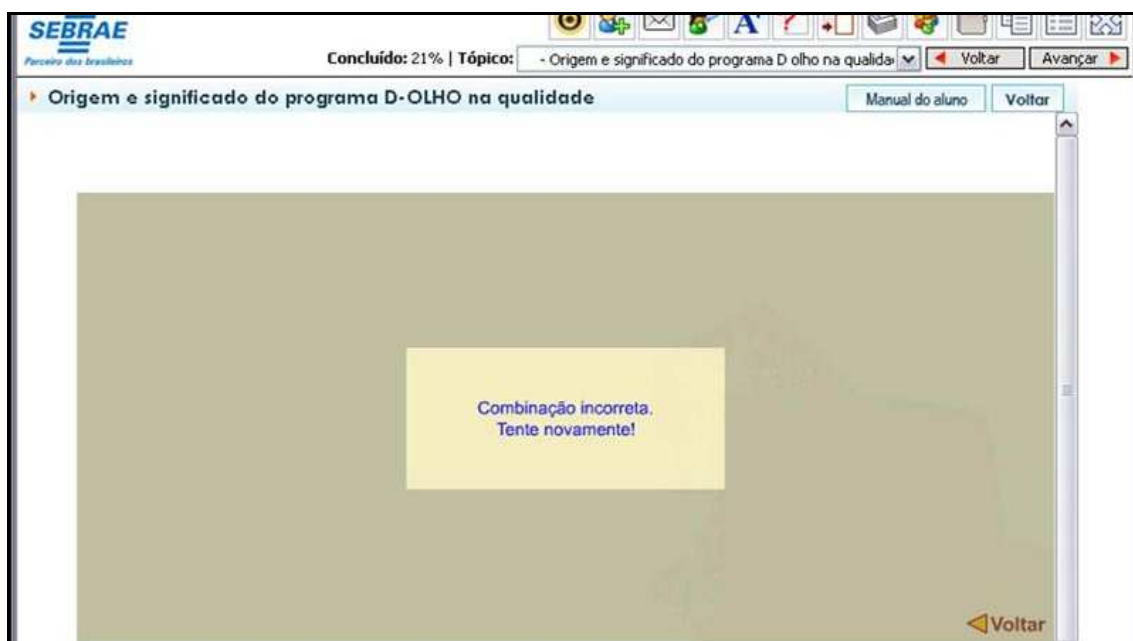 SEBRAE
Parceiro dos brasileiros
Concluído: 21% | Tópico: - Origem e significado do programa D olho na qualida Voltar Avançar
Origem e significado do programa D-OLHO na qualidade Manual do aluno Voltar
Combinação incorreta.
Tente novamente!
Voltar